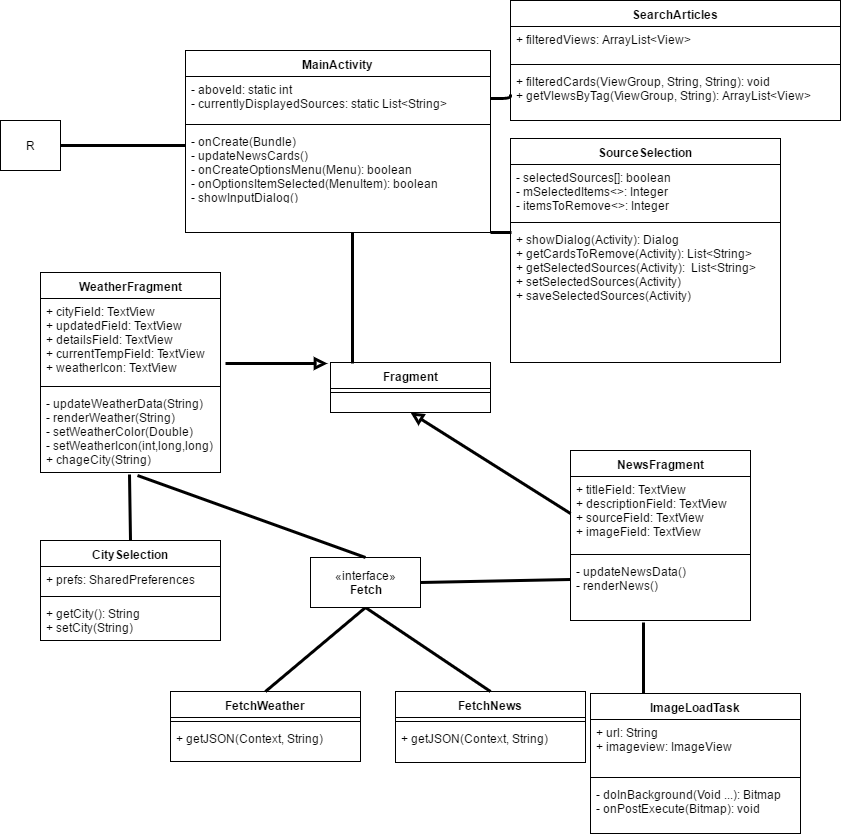 SearchArticles
+ filteredViews: ArrayList<View>
+ filteredCards(ViewGroup, String, String): void
+ getVIewsByTag(ViewGroup, String): ArrayList<View>
MainActivity
- aboveId: static int
- currentlyDisplayedSources: static List<String>
- onCreate(Bundle)
- updateNewsCards()
- onCreateOptionsMenu(Menu): boolean
- onOptionsItemSelected(MenuItem): boolean
- showInputDialog()
R
SourceSelection
- selectedSources[]: boolean
- mSelectedItems<>: Integer
- itemsToRemove<>: Integer
+ showDialog(Activity): Dialog
+ getCardsToRemove(Activity): List<String>
+ getSelectedSources(Activity):  List<String>
+ setSelectedSources(Activity)
+ saveSelectedSources(Activity)
WeatherFragment
+ cityField: TextView
+ updatedField: TextView
+ detailsField: TextView
+ currentTempField: TextView
+ weatherIcon: TextView
- updateWeatherData(String)
- renderWeather(String)
- setWeatherColor(Double)
- setWeatherIcon(int,long,long)
+ chageCity(String)
Fragment
NewsFragment
+ titleField: TextView
+ descriptionField: TextView
+ sourceField: TextView
+ imageField: TextView
- updateNewsData()
- renderNews()
CitySelection
+ prefs: SharedPreferences
+ getCity(): String
+ setCity(String)
«interface»
Fetch
FetchWeather
+ getJSON(Context, String)
FetchNews
+ getJSON(Context, String)
ImageLoadTask
+ url: String
+ imageview: ImageView
- doInBackground(Void ...): Bitmap
- onPostExecute(Bitmap): void